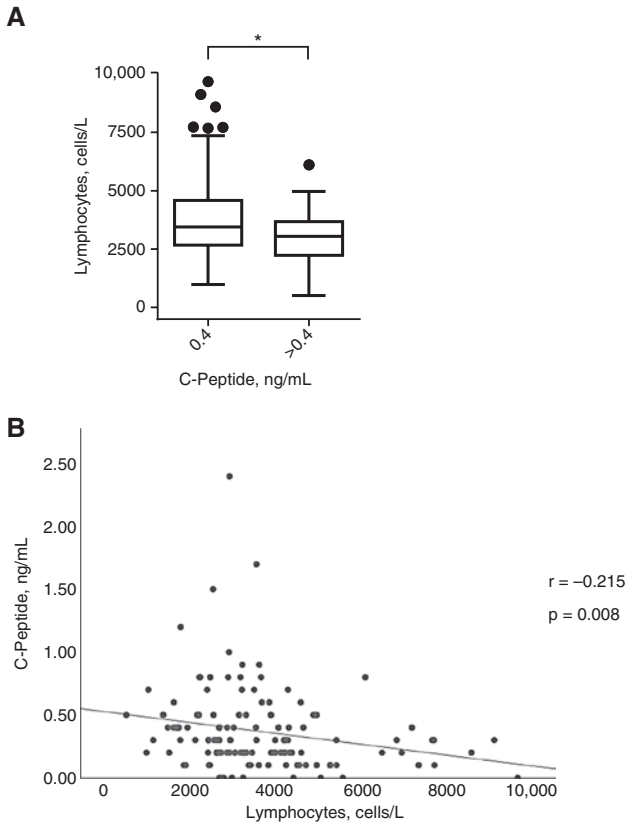 A
*
Lymphocytes, cells/L
10,000
7500
5000
2500
0
0.4
>0.4
C-Peptide, ng/mL
B
C-Peptide, ng/mL
2.50
2.00
1.50
1.00
0.50
0.00
r = –0.215
p = 0.008
0 2000 4000 6000 8000 10,000
Lymphocytes, cells/L